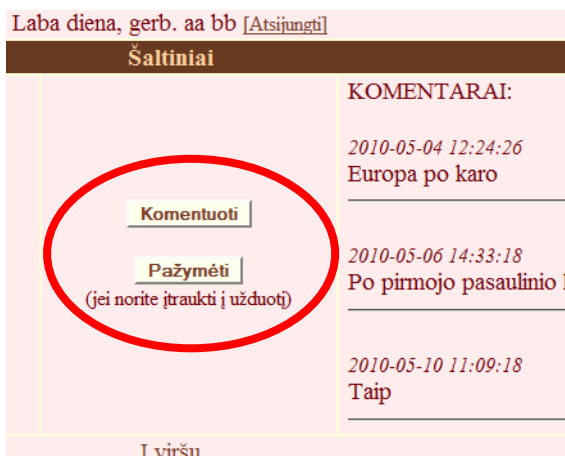 Laba diena, gerb. aa bb [Atsijungti]
Šaltiniai
KOMENTARAI:
2010-05-04 12:24:26
Europa po karo
Komentuoti
Pažymėti
(jei norite įtraukti į užduotį)
2010-05-06 14:33:18
Po pirmojo pasaulinio
2010-05-10 11:09:18
Taip
Į viršų